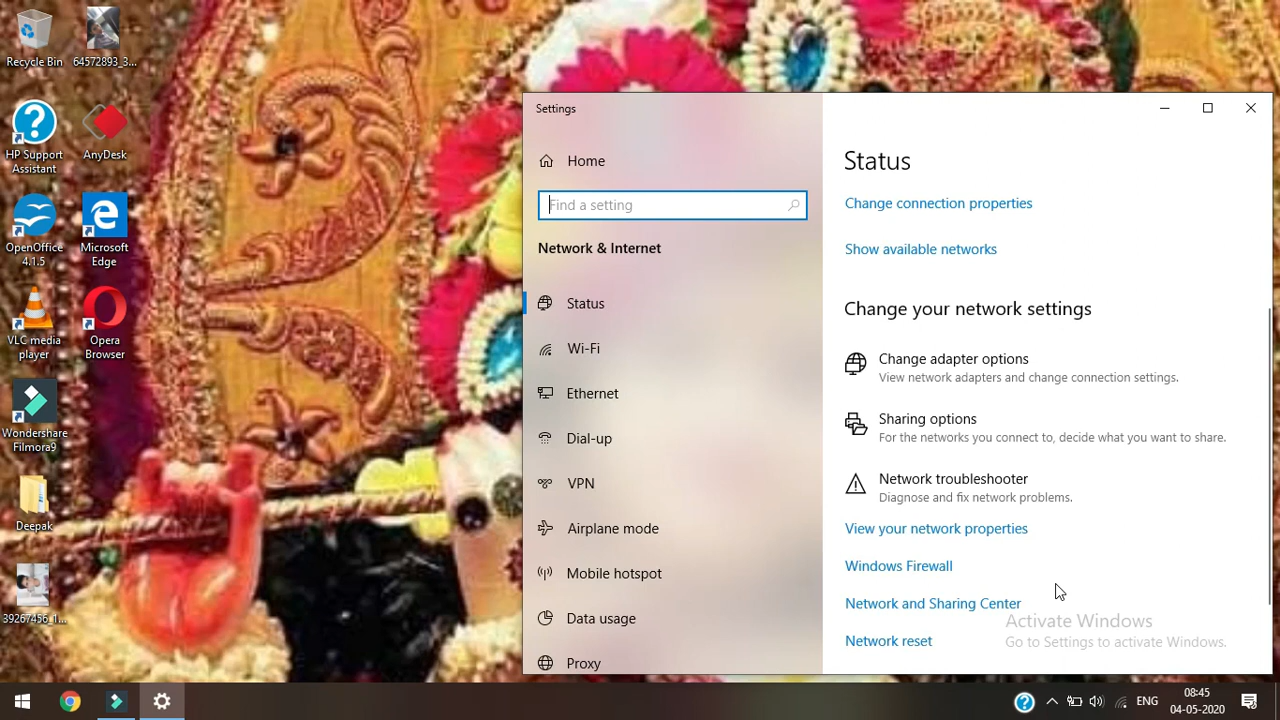 Recycle Bin
64572893_3...
HP Support
Assistant
AnyDesk
OpenOffice
4.1.5
Microsoft
Edge
VLC media
player
Opera
Browser
Wondershare
Filmora9
Deepak
39267456_1...
Settings
Home
Find a setting
Network & Internet
Status
Wi-Fi
Ethernet
Dial-up
VPN
Airplane mode
Mobile hotspot
Data usage
Proxy
Status
Change connection properties
Show available networks
Change your network settings
Change adapter options
View network adapters and change connection settings.
Sharing options
For the networks you connect to, decide what you want to share.
Network troubleshooter
Diagnose and fix network problems.
View your network properties
Windows Firewall
Network and Sharing Center
Network reset
Activate Windows
Go to Settings to activate Windows.
ENG
08:45
04-05-2020